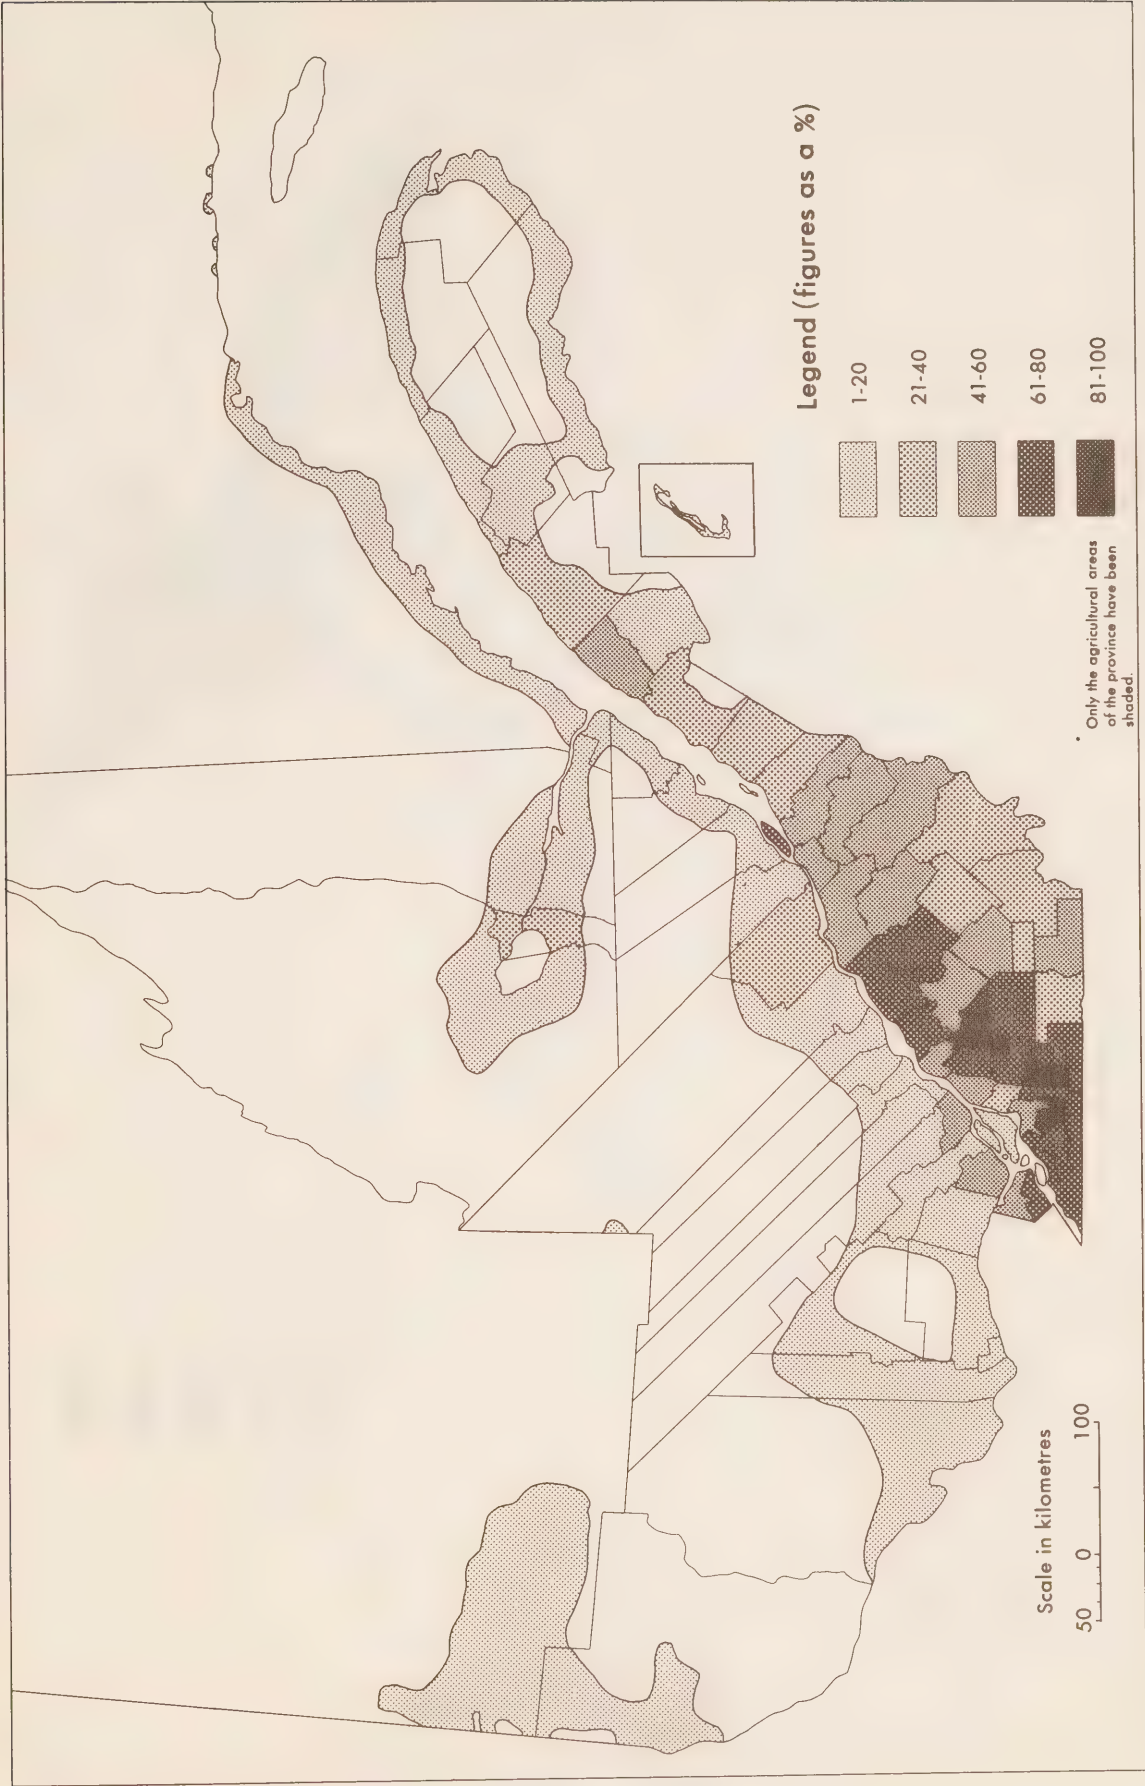 Legend (figures as a %)
1-20
21-40
41-60
61-80
81-100
* Only the agricultural areas
of the province have been
shaded.
Scale in kilometres
50 0 100